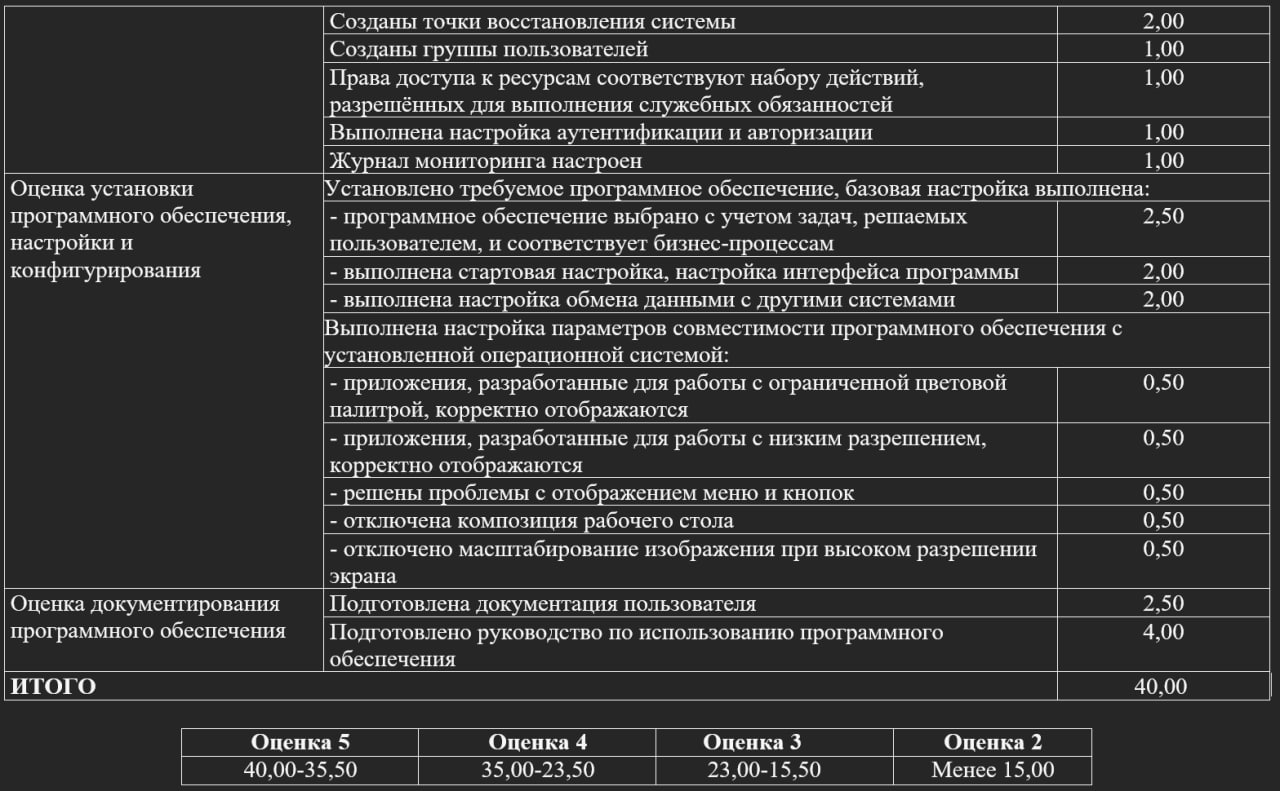 Созданы точки восстановления системы 2,00
Созданы группы пользователей 1,00
Права доступа к ресурсам соответствуют набору действий, 1,00
разрешённых для выполнения служебных обязанностей
Выполнена настройка аутентификации и авторизации 1,00
Журнал мониторинга настроен 1,00
Оценка установки
программного обеспечения,
настройки и
конфигурирования
Установлено требуемое программное обеспечение, базовая настройка выполнена:
- программное обеспечение выбрано с учетом задач, решаемых 2,50
пользователем, и соответствует бизнес-процессам
- выполнена стартовая настройка, настройка интерфейса программы 2,00
- выполнена настройка обмена данными с другими системами 2,00
Выполнена настройка параметров совместимости программного обеспечения с
установленной операционной системой:
- приложения, разработанные для работы с ограниченной цветовой 0,50
палитрой, корректно отображаются
- приложения, разработанные для работы с низким разрешением, 0,50
корректно отображаются
- решены проблемы с отображением меню и кнопок 0,50
- отключена композиция рабочего стола 0,50
- отключено масштабирование изображения при высоком разрешении 0,50
экрана
Оценка документирования
программного обеспечения
Подготовлена документация пользователя 2,50
Подготовлено руководство по использованию программного 4,00
обеспечения
ИТОГО 40,00
Оценка 5 Оценка 4 Оценка 3 Оценка 2
40,00-35,50 35,00-23,50 23,00-15,50 Менее 15,00